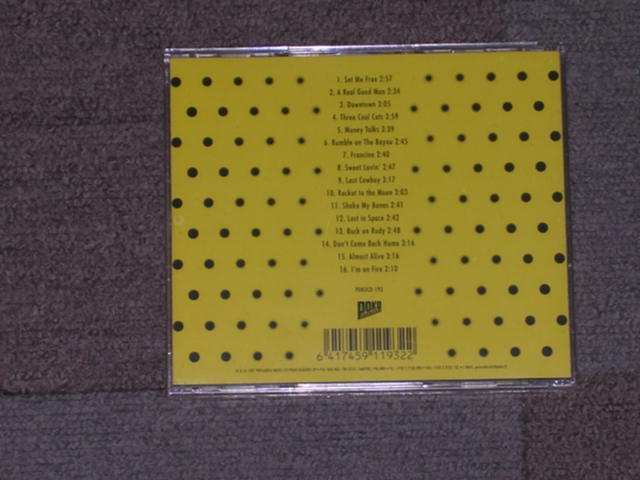 1. Set Me Free 2:57
2. A Real Good Man 2:34
3. Downtown 3:05
4. Three Cool Cats 2:59
5. Money Talks 3:39
6. Rumble on The Bayou 2:45
7. Francine 2:40
8. Sweet Lovin' 2:47
9. Last Cowboy 3:17
10. Rocket to the Moon 3:03
11. Shake My Bones 2:41
12. Lost in Space 2:42
13. Rock on Rudy 2:48
14. Don't Come Back Home 3:16
15. Almost Alive 3:16
16. I'm on Fire 2:10
193
POKO
6 417459 119322